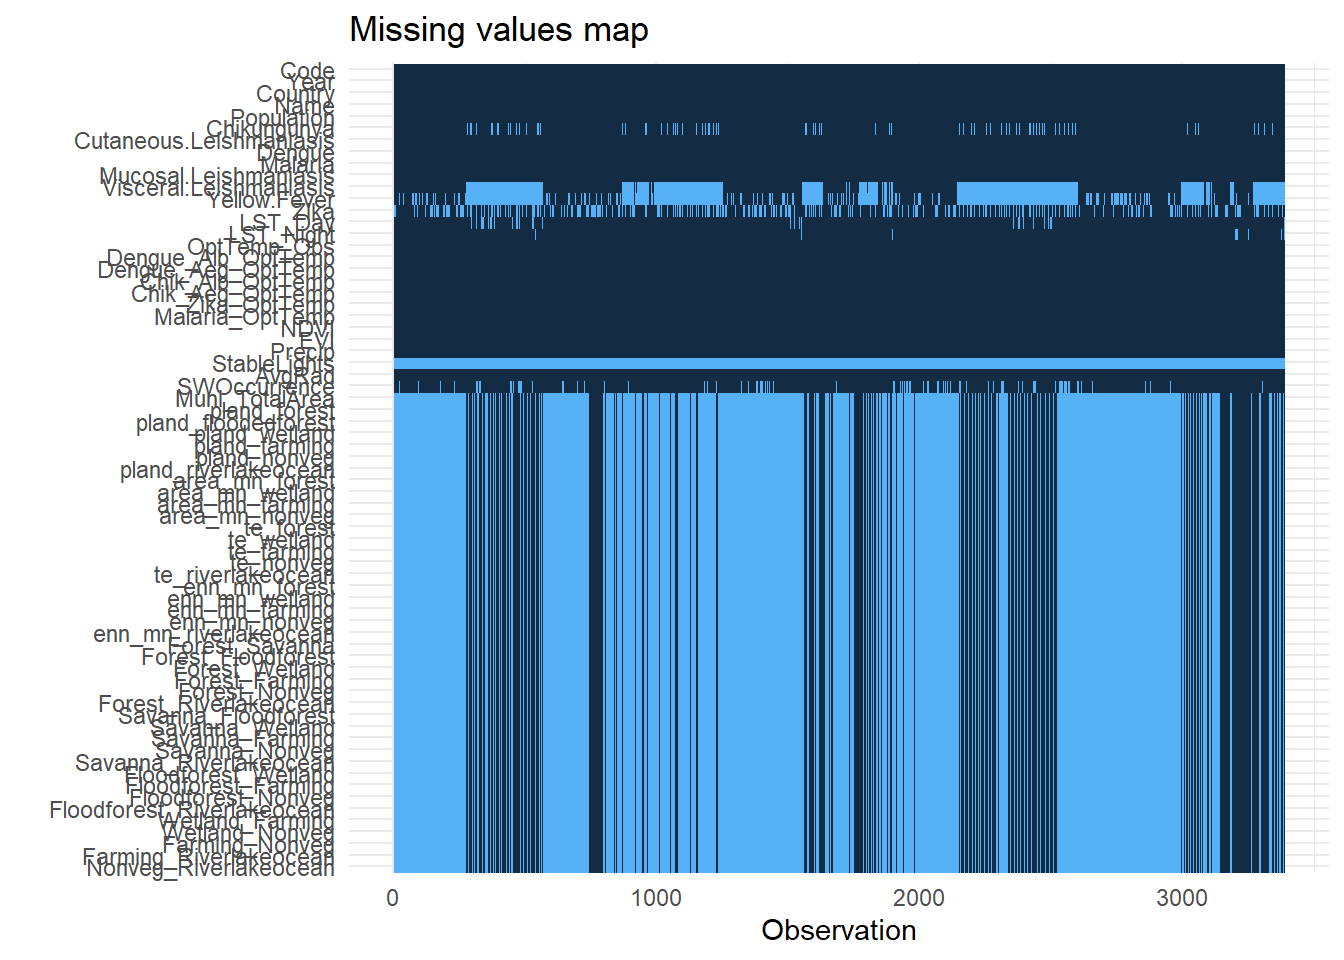 Missing values map
Code
Year
Country
Name
Population
Chikungunya
Cutaneous.Leishmaniasis
Dengue
Malaria
Mucosal.Leishmaniasis
Visceral.Leishmaniasis
Yellow.Fever
Zika
LST_Day
LST_Night
OptTemp_Obs
Dengue_Alb_OptTemp
Dengue_Aeg_OptTemp
Chik_Alb_OptTemp
Chik_Aeg_OptTemp
Zika_OptTemp
Malaria_OptTemp
NDVI
EVI
Precip
StableLights
AvgRad
SWOccurrence
Muni_TotalArea
pland_forest
pland_floodedforest
pland_wetland
pland_farming
pland_nonveg
pland_riverlakeocean
area_mn_forest
area_mn_wetland
area_mn_farming
area_mn_nonveg
te_forest
te_wetland
te_farming
te_nonveg
te_riverlakeocean
enn_mn_forest
enn_mn_wetland
enn_mn_farming
enn_mn_nonveg
enn_mn_riverlakeocean
Forest_Savanna
Forest_Floodforest
Forest_Wetland
Forest_Farming
Forest_Nonveg
Forest_Riverlakeocean
Savanna_Floodforest
Savanna_Wetland
Savanna_Farming
Savanna_Nonveg
Savanna_Riverlakeocean
Floodforest_Wetland
Floodforest_Farming
Floodforest_Nonveg
Floodforest_Riverlakeocean
Wetland_Farming
Wetland_Nonveg
Farming_Nonveg
Farming_Riverlakeocean
Nonveg_Riverlakeocean
0 1000 2000 3000
Observation